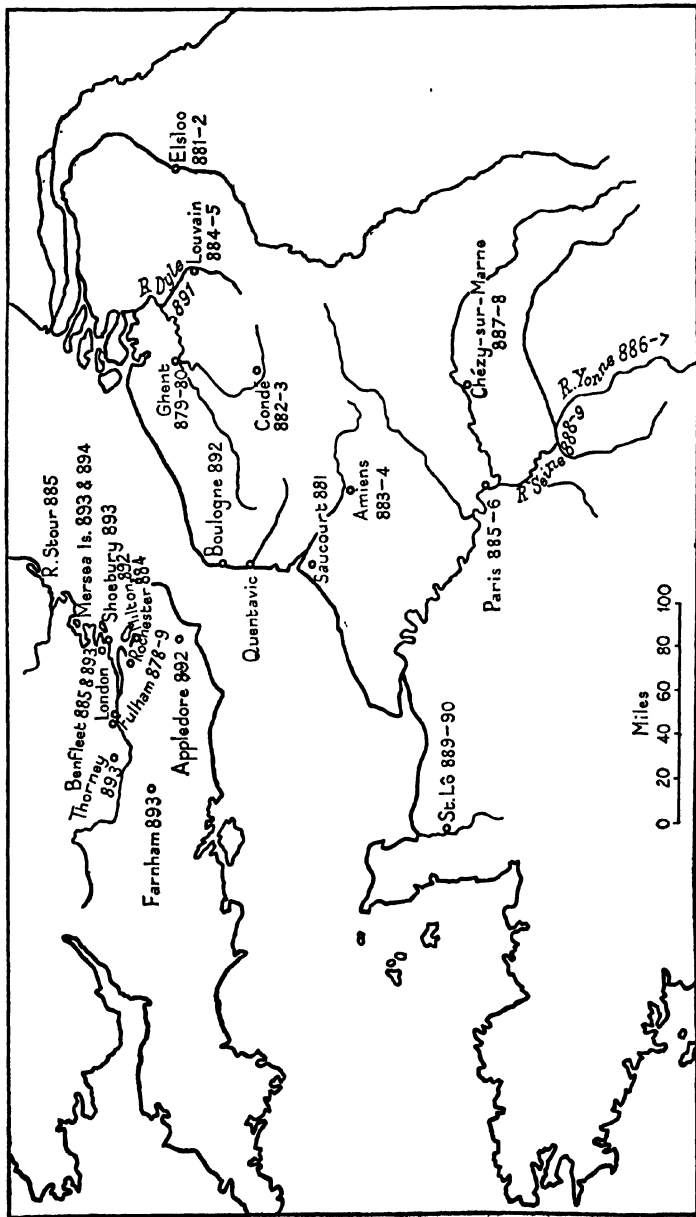 R. Stour 885
Mersea Is. 893 & 894
Shoebury 893
Benfleet 885 & 893
London
Milton
892
Rochester 884
Thorney
893
Fulham 878-9
Farnham 893
Appledore 892
Elsloo
881-2
Louvain
884-5
R. Dyle
891
Ghent
879-80
Condé
882-3
Boulogne 892
Quentavic
Saucourt 881
Amiens
883-4
Chézy-sur-Marne
887-8
R. Yonne 886->
R. Seine 888-9
Paris 885-6
St. Lô 889-90
0 20 40 60 80 100
Miles